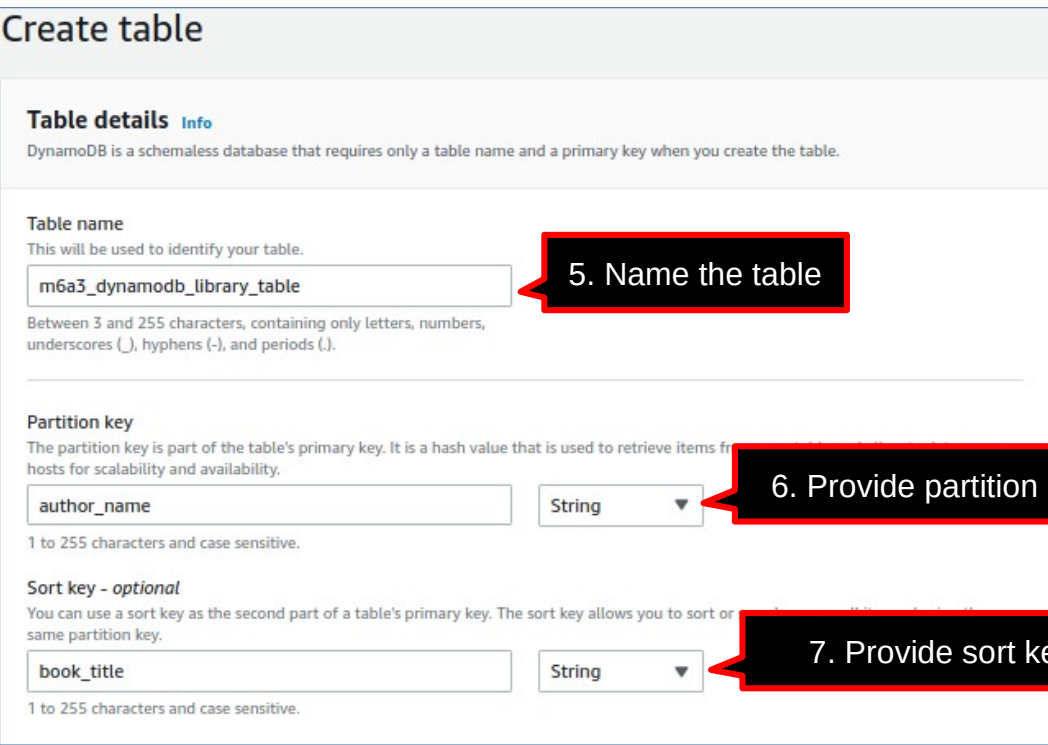 Create table
Table details Info
DynamoDB is a schemaless database that requires only a table name and a primary key when you create the table.
Table name
This will be used to identify your table.
m6a3_dynamodb_library_table
5. Name the table
Between 3 and 255 characters, containing only letters, numbers,
underscores (_), hyphens (-), and periods (.).
Partition key
The partition key is part of the table's primary key. It is a hash value that is used to retrieve items
hosts for scalability and availability.
author_name
String
6. Provide partition
1 to 255 characters and case sensitive.
Sort key - optional
You can use a sort key as the second part of a table's primary key. The sort key allows you to sort or
same partition key.
book_title
String
7. Provide sort
1 to 255 characters and case sensitive.